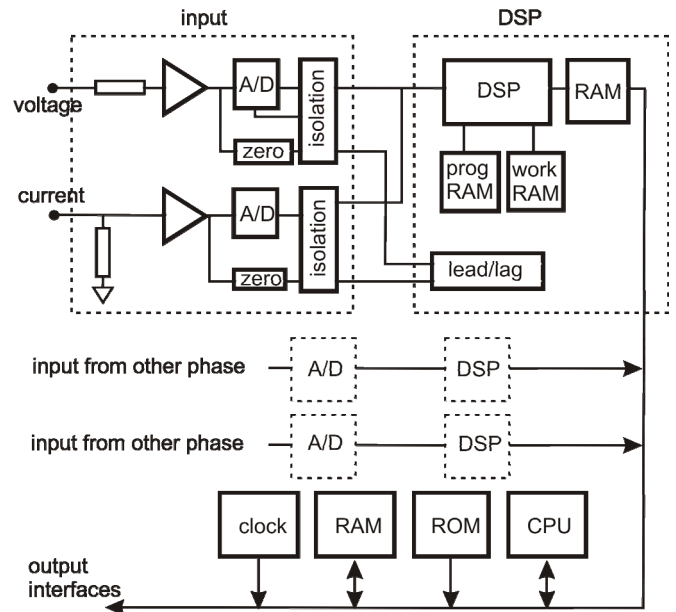 input
DSP
voltage
A/D
isolation
zero
DSP
RAM
prog
RAM
work
RAM
current
A/D
isolation
zero
lead/lag
input from other phase
A/D
DSP
input from other phase
A/D
DSP
clock
RAM
ROM
CPU
output
interfaces